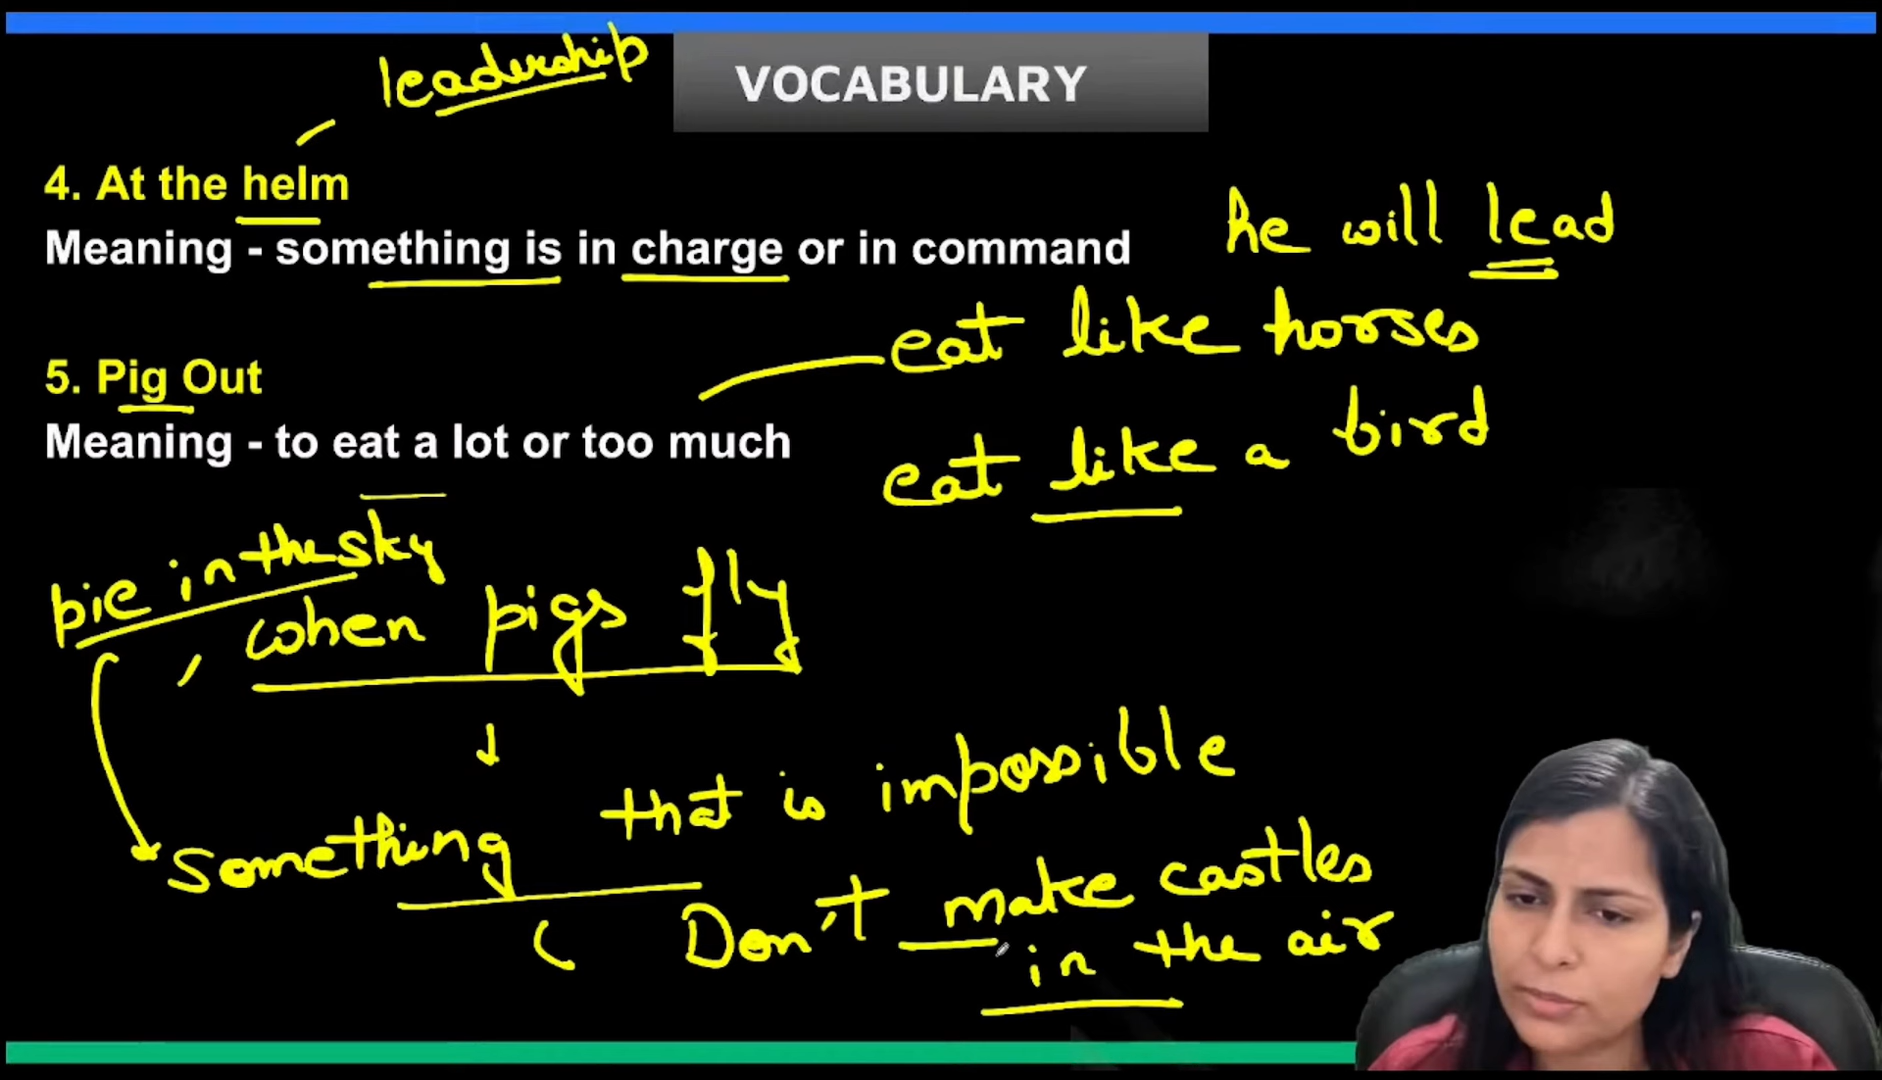 leadership
VOCABULARY
4. At the helm
Meaning - something is in charge or in command
he will lead
eat like horses
5. Pig Out
Meaning - to eat a lot or too much
eat like a bird
pie in the sky
, when pigs fly
Something that is impossible
Don't make castles
in the air